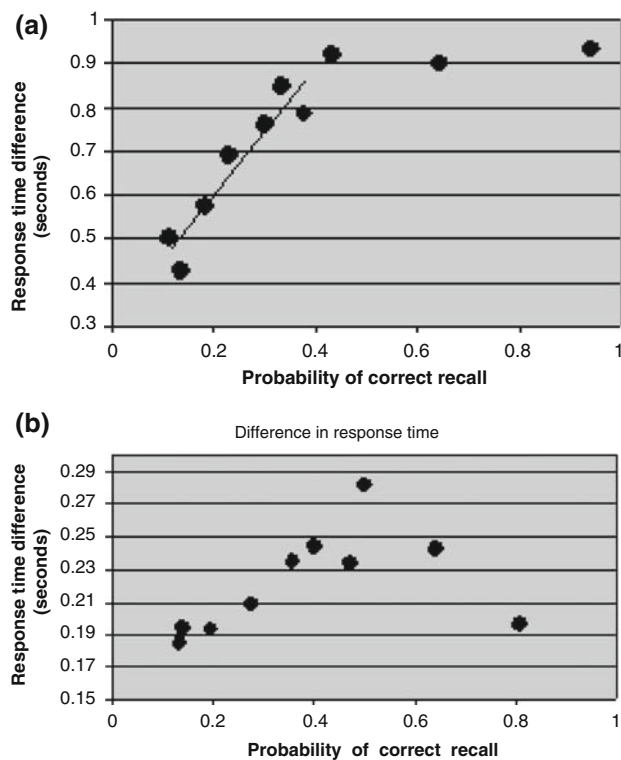 (a)
1
0.9
0.8
0.7
0.6
0.5
0.4
0.3
Response time difference
(seconds)
0 0.2 0.4 0.6 0.8 1
Probability of correct recall
(b)
Difference in response time
0.29
0.27
0.25
0.23
0.21
0.19
0.17
0.15
Response time difference
(seconds)
0 0.2 0.4 0.6 0.8 1
Probability of correct recall